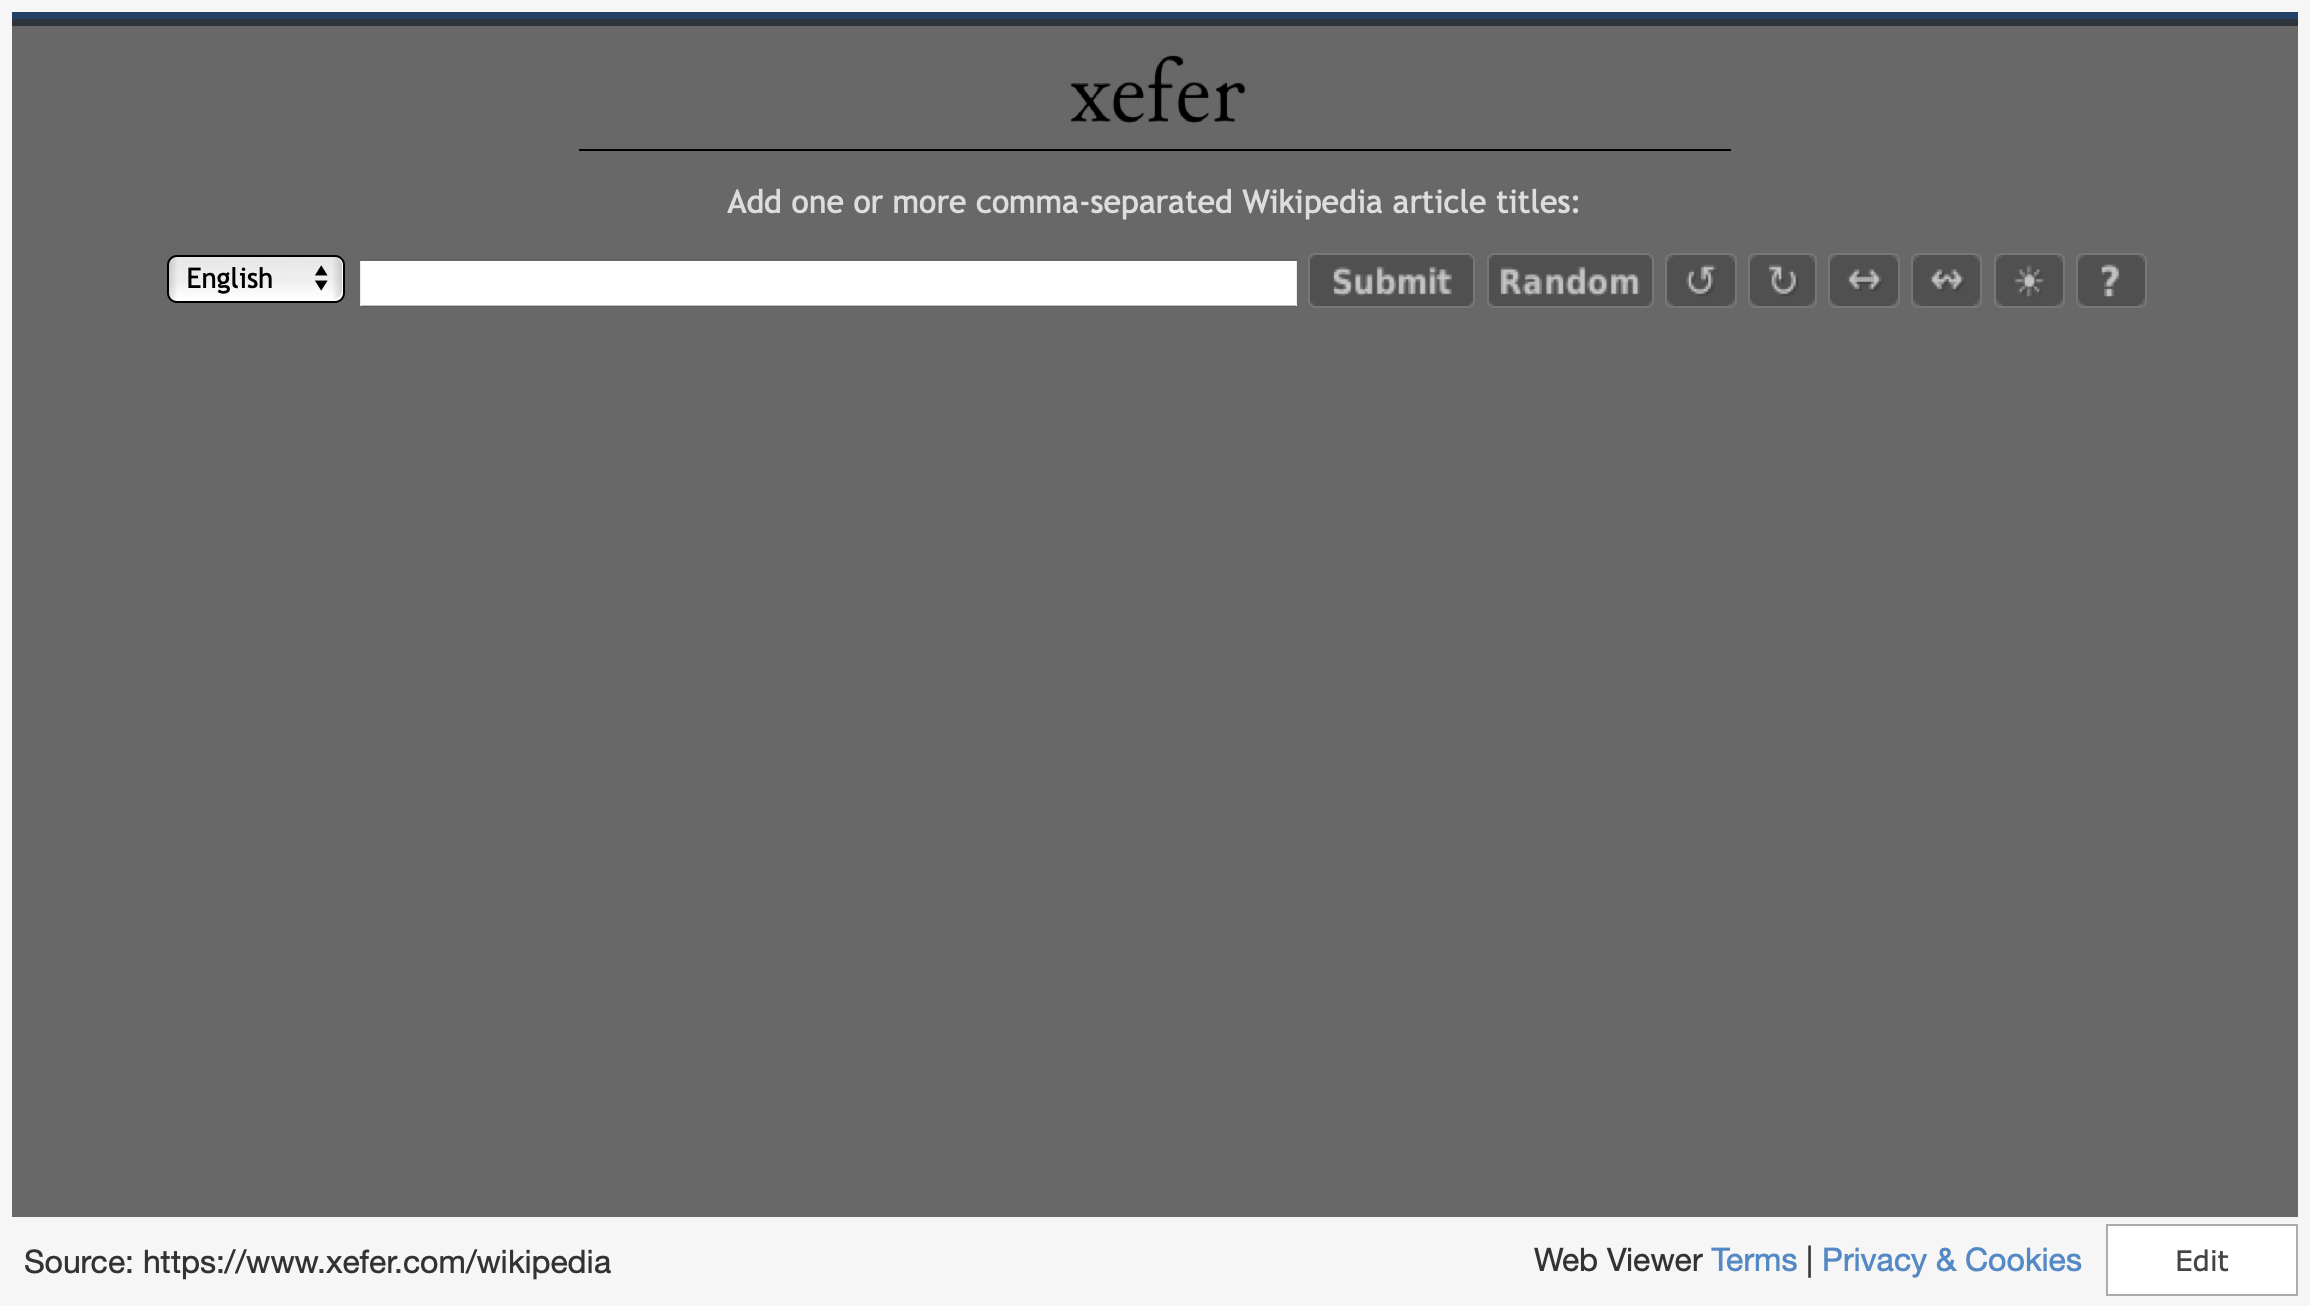 xefer
Add one or more comma-separated Wikipedia article titles:
English Submit Random ↺ ↻ ↔ ↭ ☀ ?
Source: https://www.xefer.com/wikipedia
Web Viewer Terms | Privacy & Cookies Edit